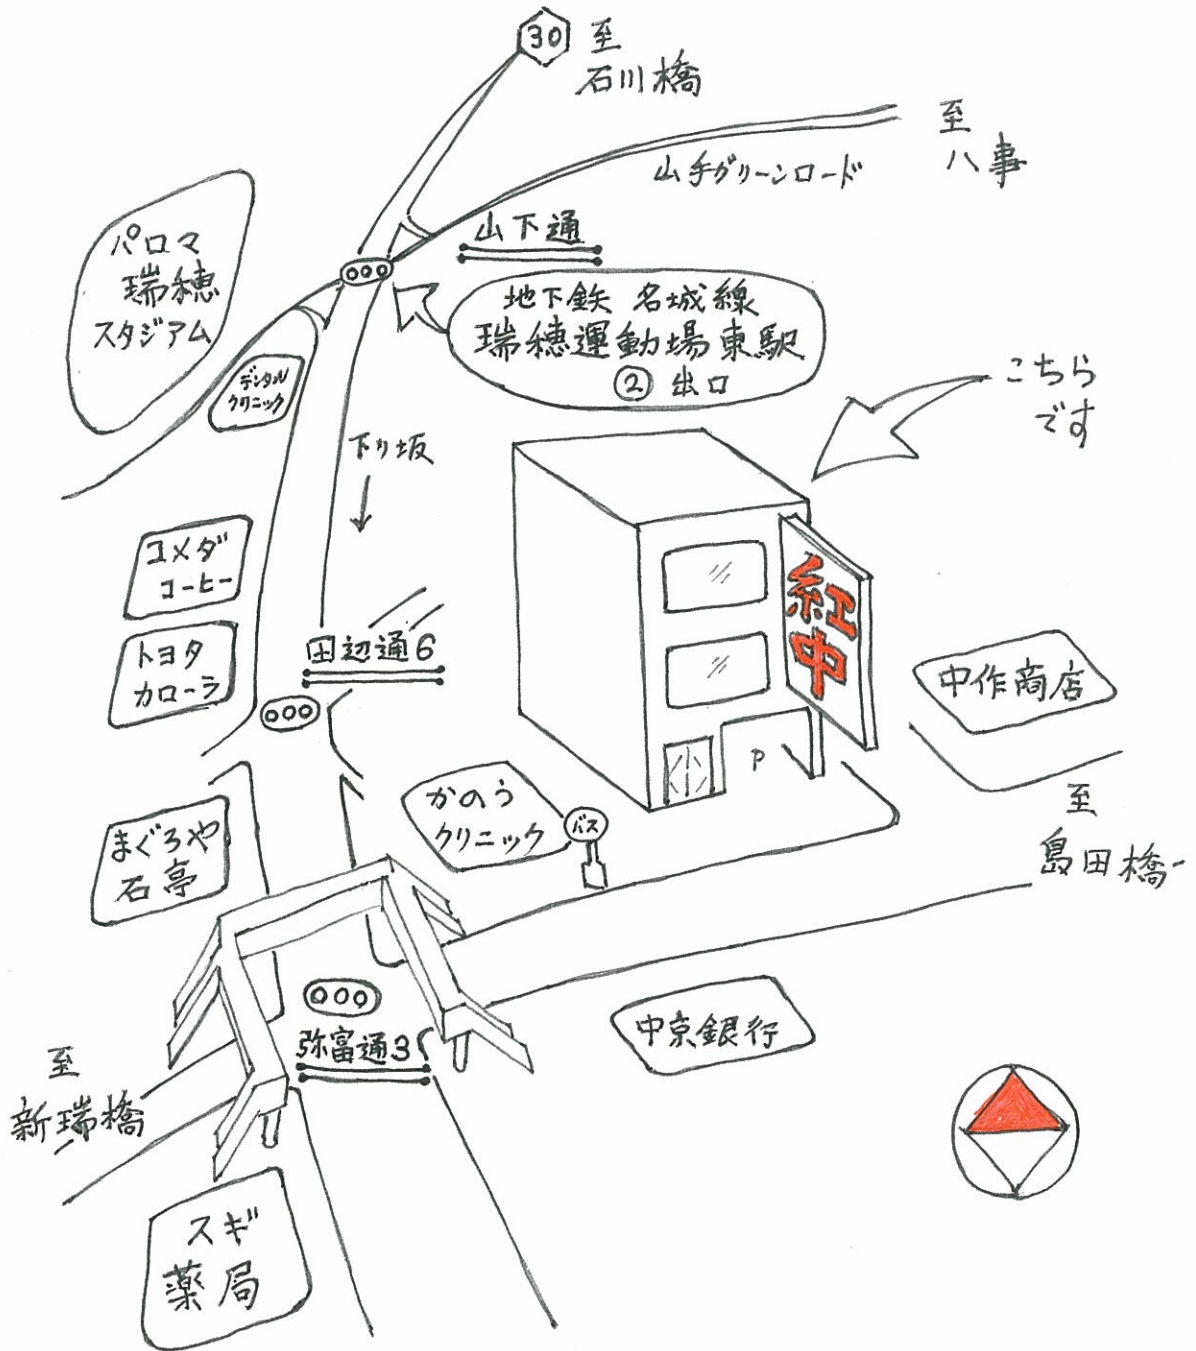 30
至
石川橋
至
八事
山手グリーンロード
パロマ
瑞穂
スタジアム
山下通
地下鉄 名城線
瑞穂運動場東駅
② 出口
デンタル
クリニック
こちら
です
下り坂
コメダ
コーヒー
紅中
トヨタ
カローラ
田辺通6
中作商店
P
かのう
クリニック
バス
至
島田橋
まぐろや
石亭
中京銀行
弥富通3
至
新瑞橋
スギ
薬局